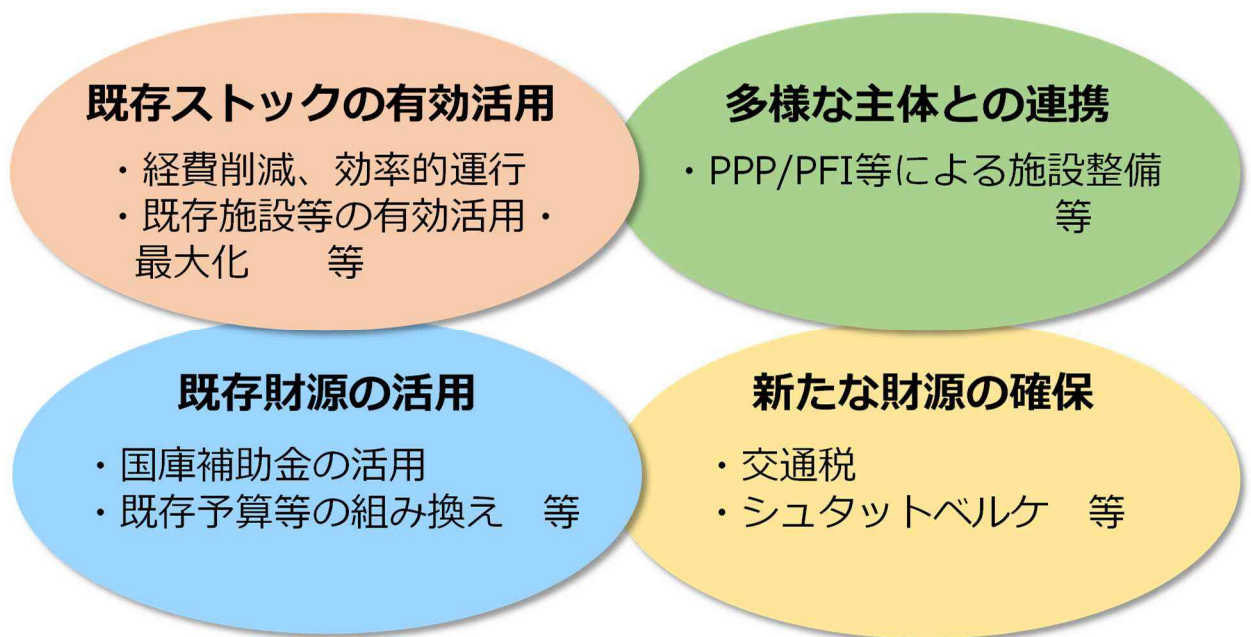 既存ストックの有効活用
・経費削減、効率的運行
・既存施設等の有効活用・
最大化　　等
多様な主体との連携
・PPP/PFI等による施設整備
等
既存財源の活用
・国庫補助金の活用
・既存予算等の組み換え　等
新たな財源の確保
・交通税
・シュタットベルケ　等